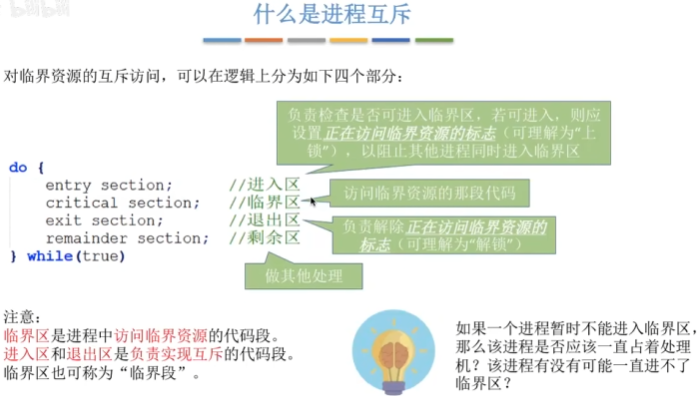 bilibili
什么是进程互斥
对临界资源的互斥访问，可以在逻辑上分为如下四个部分：
负责检查是否可进入临界区，若可进入，则应
设置正在访问临界资源的标志（可理解为“上
锁”），以阻止其他进程同时进入临界区
do {
entry section; //进入区
critical section; //临界区
exit section; //退出区
remainder section; //剩余区
} while(true)
访问临界资源的那段代码
负责解除正在访问临界资源的
标志（可理解为“解锁”）
做其他处理
注意：
临界区是进程中访问临界资源的代码段。
进入区和退出区是负责实现互斥的代码段。
临界区也可称为“临界段”。
如果一个进程暂时不能进入临界区，
那么该进程是否应该一直占着处理
机？该进程有没有可能一直进不了
临界区？